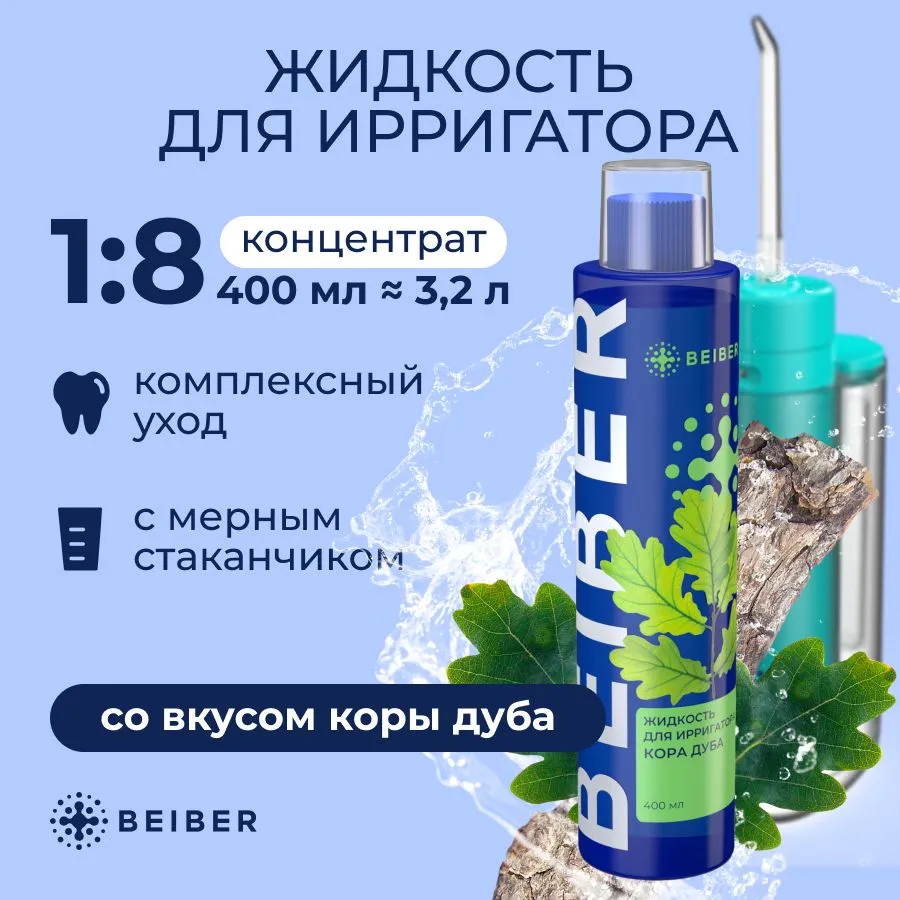 ЖИДКОСТЬ
ДЛЯ ИРРИГАТОРА
1:8
концентрат
400 мл ≈ 3,2 л
комплексный
уход
с мерным
стаканчиком
со вкусом коры дуба
BEIBER
BEIBER
BEIBER
ЖИДКОСТЬ
ДЛЯ ИРРИГАТОРА
КОРА ДУБА
400 мл